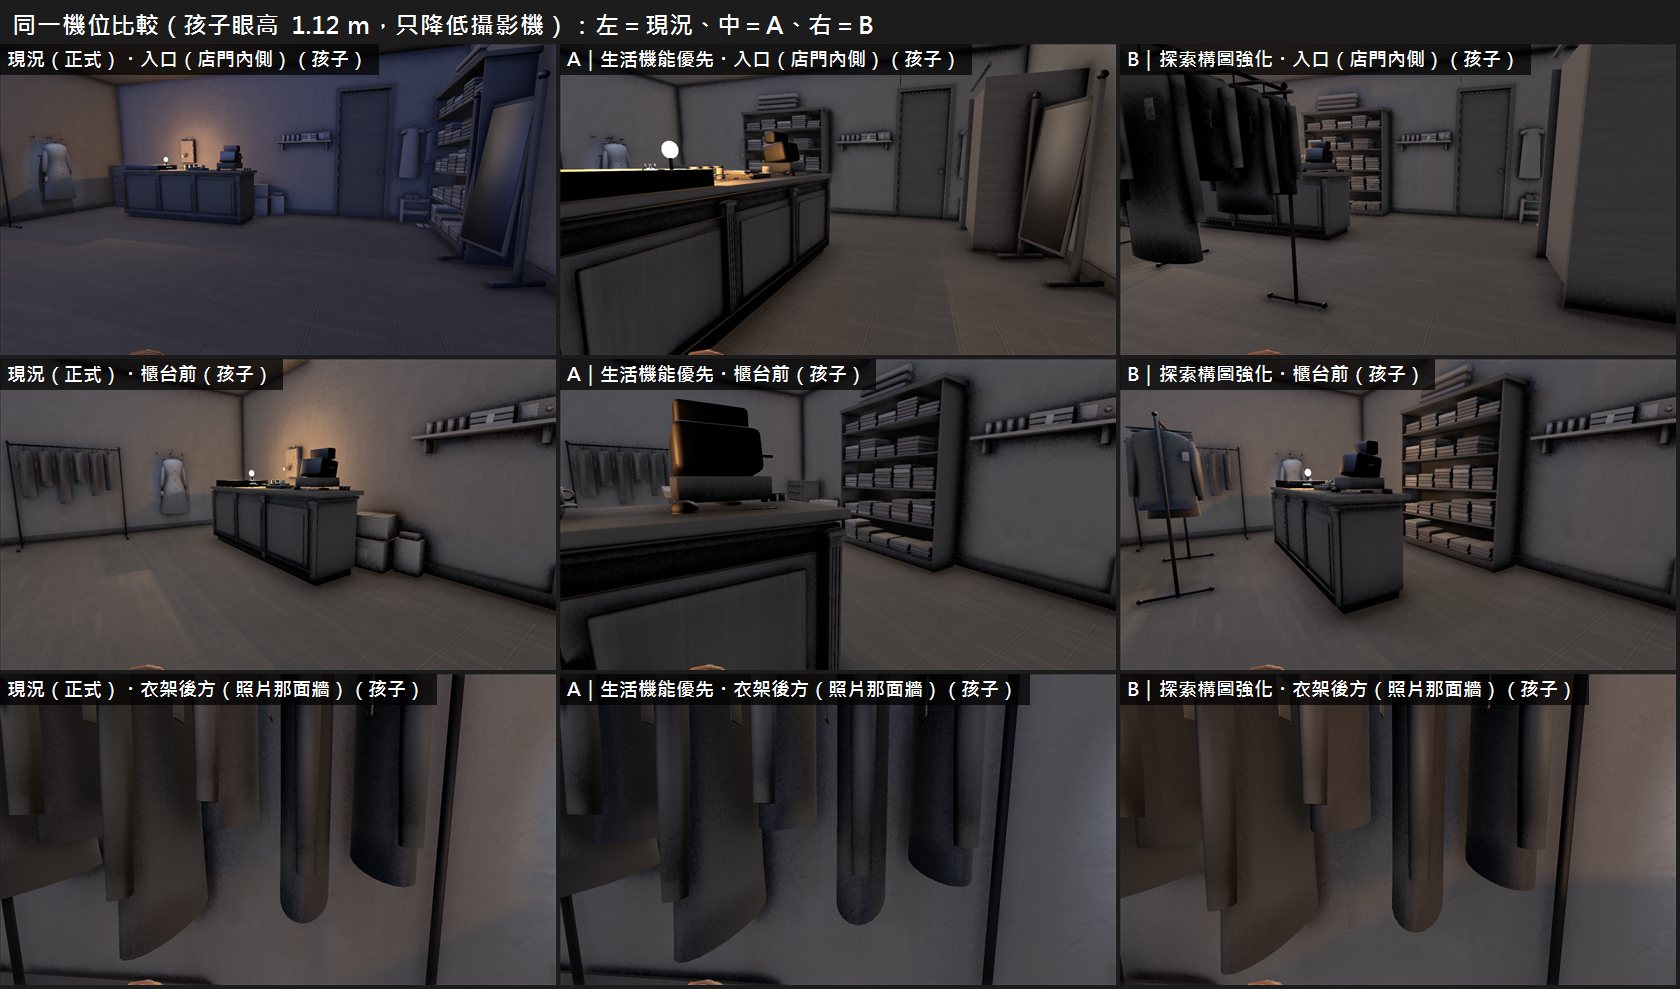 同一機位比較（孩子眼高 1.12 m，只降低攝影機）：左＝現況、中＝A、右＝B
現況（正式）・入口（店門內側）（孩子）
A｜生活機能優先・入口（店門內側）（孩子）
B｜探索構圖強化・入口（店門內側）（孩子）
現況（正式）・櫃台前（孩子）
A｜生活機能優先・櫃台前（孩子）
B｜探索構圖強化・櫃台前（孩子）
現況（正式）・衣架後方（照片那面牆）（孩子）
A｜生活機能優先・衣架後方（照片那面牆）（孩子）
B｜探索構圖強化・衣架後方（照片那面牆）（孩子）